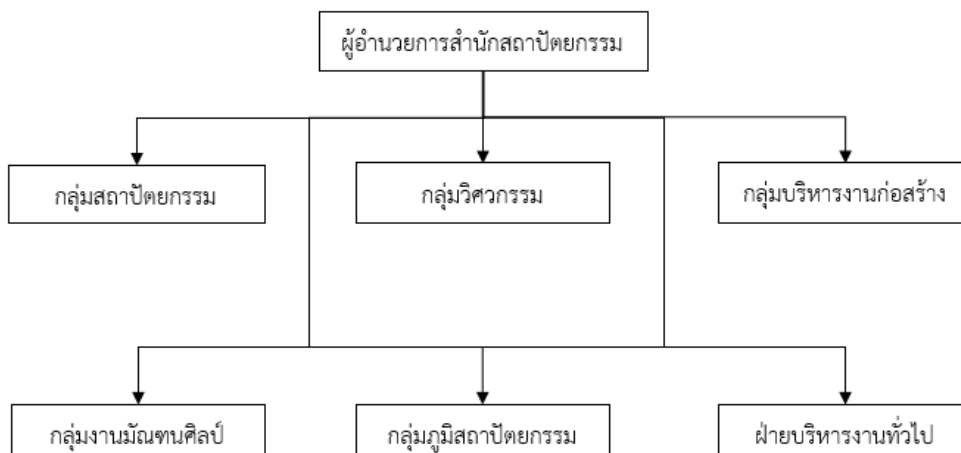 ผู้อำนวยการสำนักสถาปัตยกรรม
กลุ่มสถาปัตยกรรม
กลุ่มวิศวกรรม
กลุ่มบริหารงานก่อสร้าง
กลุ่มงานมัณฑนศิลป์
กลุ่มภูมิสถาปัตยกรรม
ฝ่ายบริหารงานทั่วไป